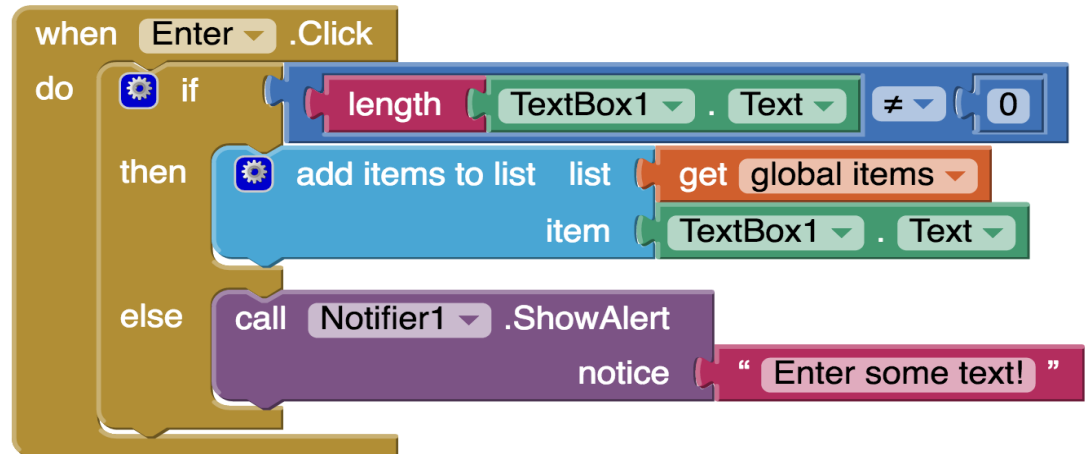 when Enter .Click
do if length TextBox1 . Text ≠ 0
then add items to list list get global items
item TextBox1 . Text
else call Notifier1 .ShowAlert
notice “ Enter some text! ”